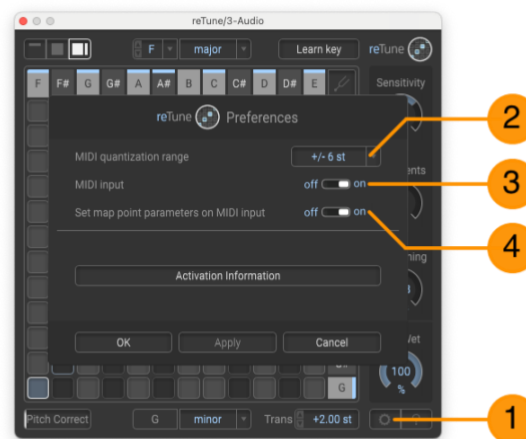 reTune/3-Audio
F major Learn key reTune
F F# G G# A A# B C C# D D# E Sensitivity
reTune Preferences
2
MIDI quantization range +/- 6 st
MIDI input off on
3
Set map point parameters on MIDI input off on
4
Activation Information
OK Apply Cancel
G
100
%
Pitch Correct G minor Trans +2.00 st ?
1